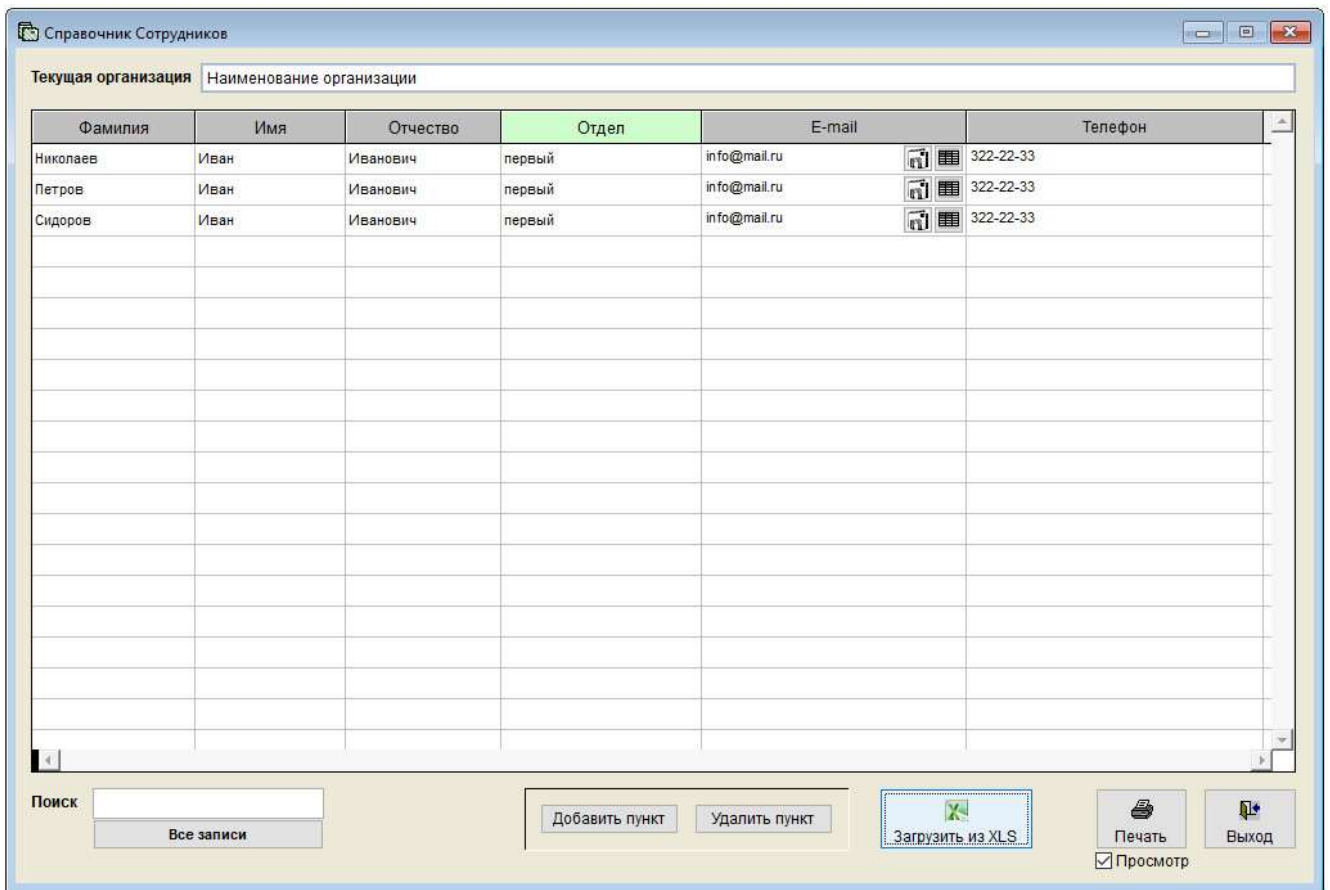 Справочник Сотрудников
Текущая организация Наименование организации
Фамилия Имя Отчество Отдел E-mail Телефон
Николаев Иван Иванович первый info@mail.ru 322-22-33
Петров Иван Иванович первый info@mail.ru 322-22-33
Сидоров Иван Иванович первый info@mail.ru 322-22-33
Поиск
Все записи
Добавить пункт Удалить пункт Загрузить из XLS Печать Выход
Просмотр